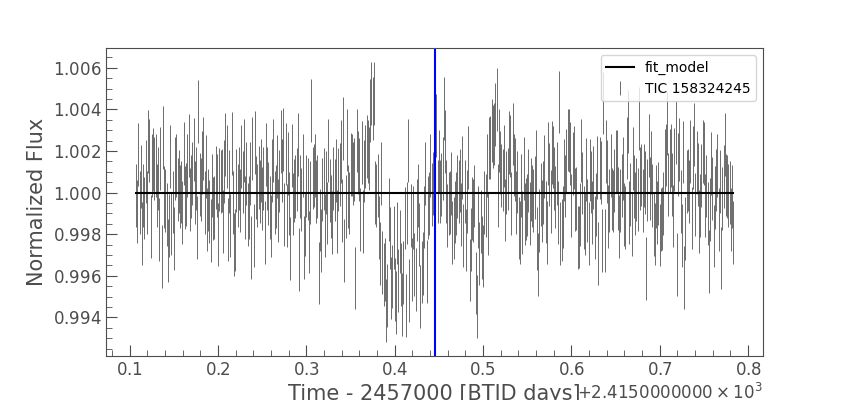 fit_model
TIC 158324245
Normalized Flux
1.006
1.004
1.002
1.000
0.998
0.996
0.994
0.1 0.2 0.3 0.4 0.5 0.6 0.7 0.8
Time - 2457000 [BTJD days]
+2.4150000000 × 10³